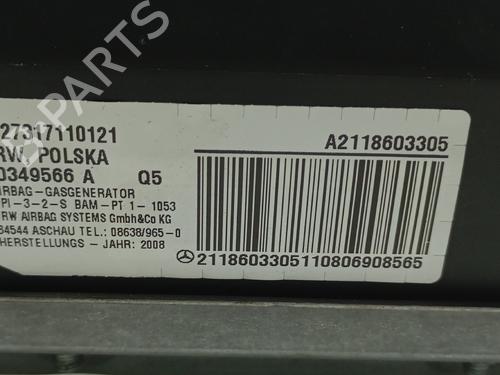 27317110121
RW, POLSKA
0349566 A Q5
IRBAG-GASGENERATOR
PI-3-2-S BAM-PT 1-1053
RW AIRBAG SYSTEMS GmbH&Co KG
84544 ASCHAU TEL.: 08638/965-0
HERSTELLUNGS - JAHR: 2008
A2118603305
2118603305110806908565
B-PARTS